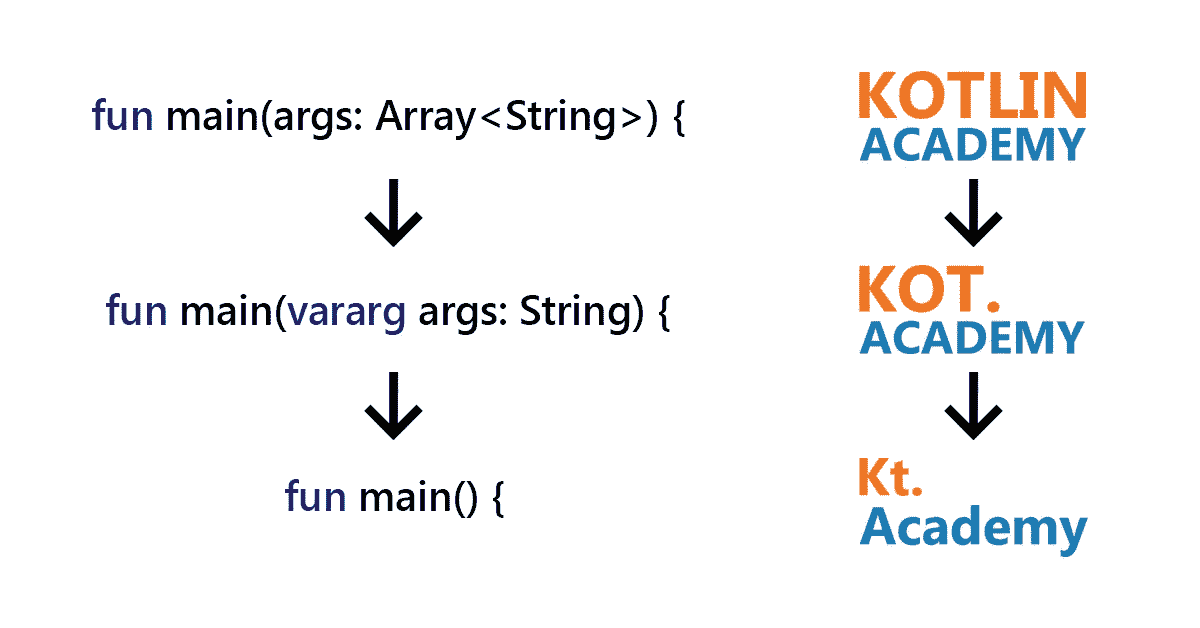 fun main(args: Array<String>) {
fun main(vararg args: String) {
fun main() {
KOTLIN
ACADEMY
KOT.
ACADEMY
Kt.
Academy